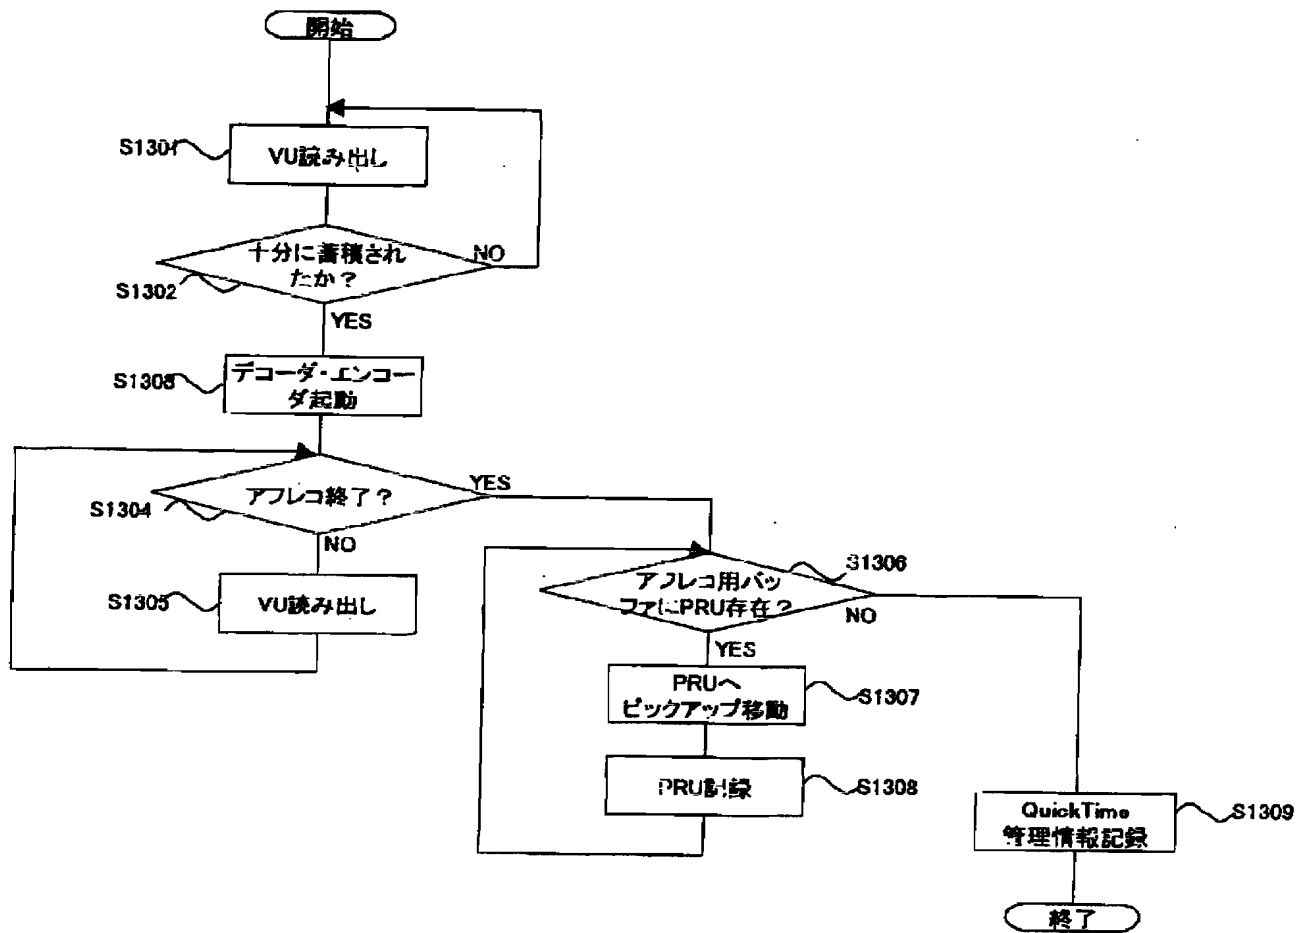 開始
S1301
VU読み出し
十分に蓄積され
たか？
NO
S1302
YES
S1303
デコーダ・エンコー
ダ起動
アフレコ終了？
YES
S1304
NO
S1305
VU読み出し
S1306
アフレコ用バッ
ファにPRU存在？
NO
YES
PRUへ
ピックアップ移動
S1307
PRU記録
S1308
QuickTime
管理情報記録
S1309
終了